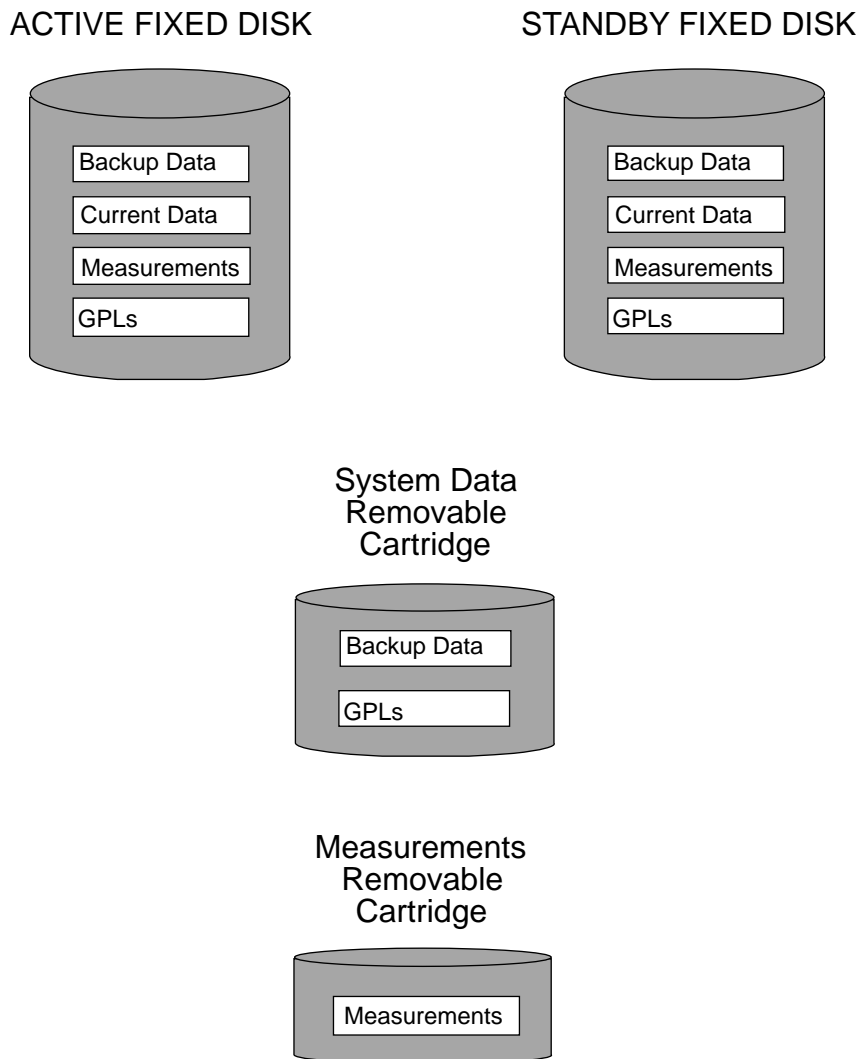 ACTIVE FIXED DISK
Backup Data
Current Data
Measurements
GPLs
STANDBY FIXED DISK
Backup Data
Current Data
Measurements
GPLs
System Data
Removable
Cartridge
Backup Data
GPLs
Measurements
Removable
Cartridge
Measurements